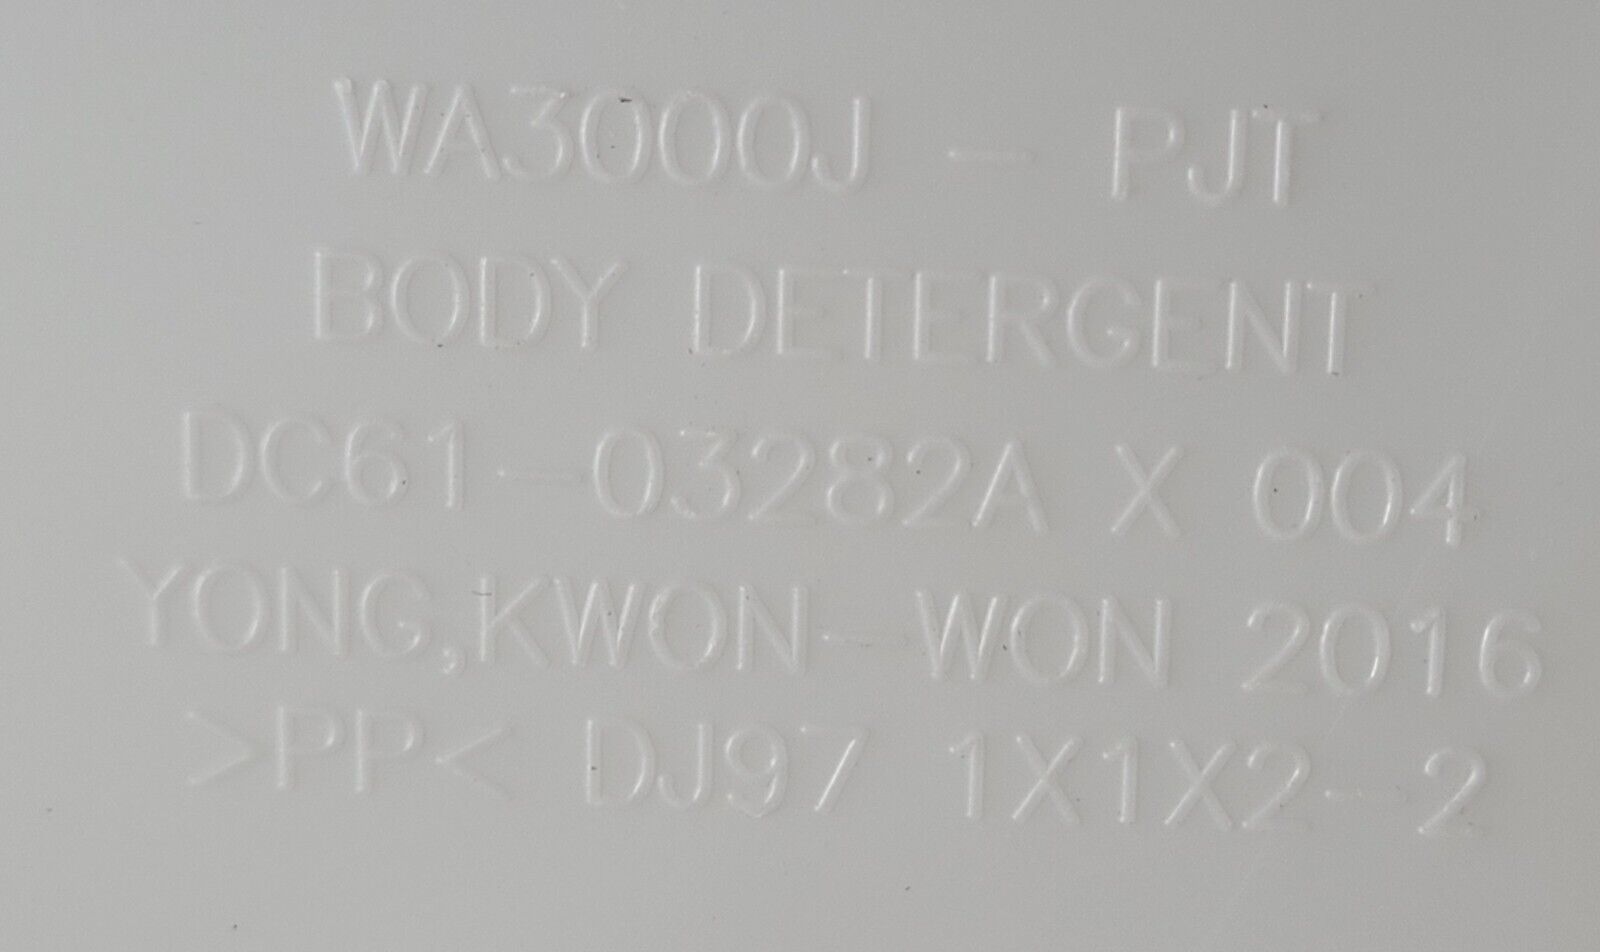 WA3000J - PJT
BODY DETERGENT
DC61-03282A X 004
YONG,KWON-WON 2016
>PP< DJ97 1X1X2-2